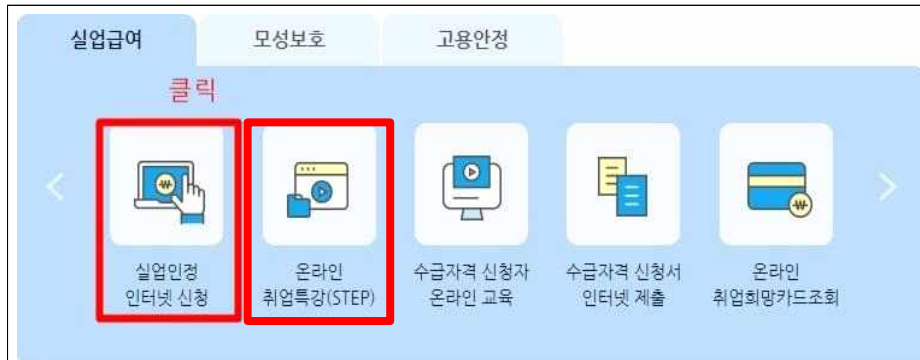 실업급여
모성보호
고용안정
클릭
실업인정
인터넷 신청
온라인
취업특강(STEP)
수급자격 신청자
온라인 교육
수급자격 신청서
인터넷 제출
온라인
취업희망카드조회